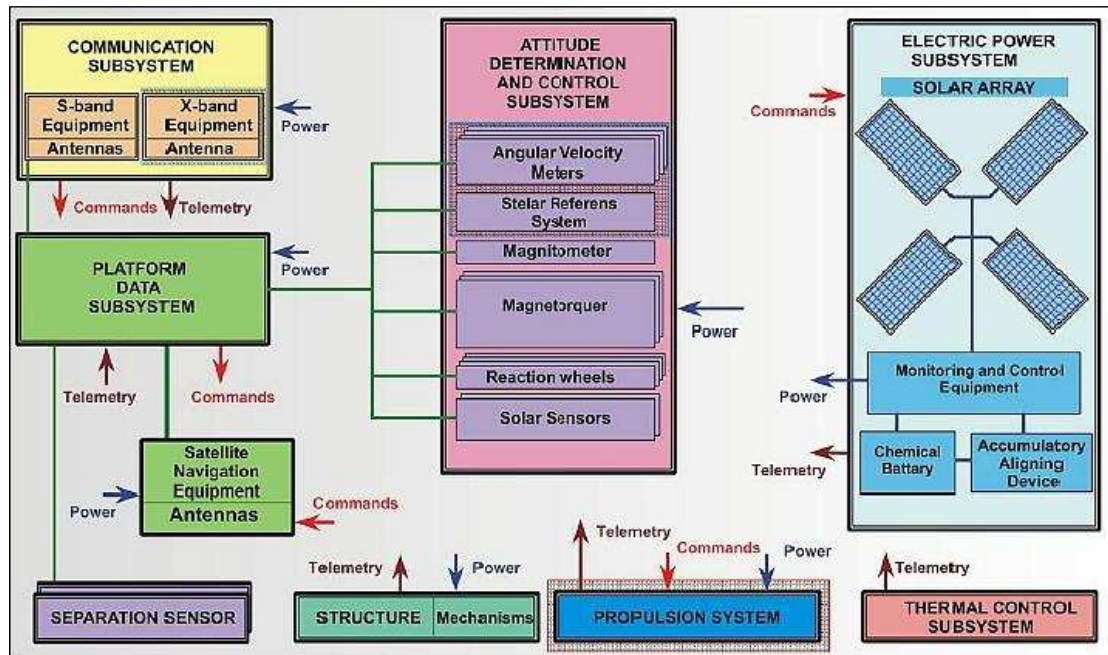 COMMUNICATION
SUBSYSTEM
S-band
Equipment
Antennas
X-band
Equipment
Antenna
Power
Commands
Telemetry
PLATFORM
DATA
SUBSYSTEM
Power
Telemetry
Commands
Satellite
Navigation
Equipment
Antennas
Power
Commands
SEPARATION SENSOR
ATTITUDE
DETERMINATION
AND CONTROL
SUBSYSTEM
Angular Velocity
Meters
Stelar Referens
System
Magnitometer
Magnetorquer
Reaction wheels
Solar Sensors
Power
ELECTRIC POWER
SUBSYSTEM
SOLAR ARRAY
Commands
Monitoring and Control
Equipment
Power
Chemical
Battary
Accumulatory
Aligning
Device
Telemetry
Telemetry
Power
STRUCTURE
Mechanisms
Telemetry
Commands
Power
PROPULSION SYSTEM
Telemetry
THERMAL CONTROL
SUBSYSTEM